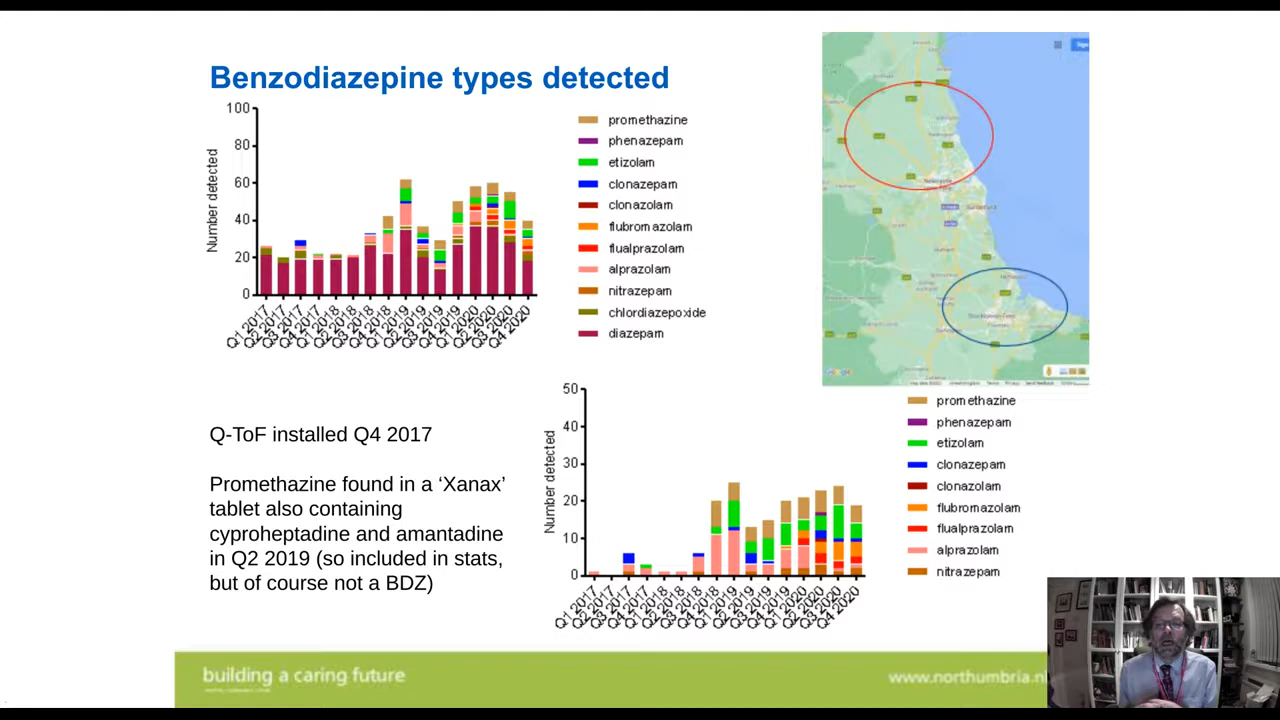 Benzodiazepine types detected
100
80
60
40
20
0
Number detected
Q1 2017
Q2 2017
Q3 2017
Q4 2017
Q1 2018
Q2 2018
Q3 2018
Q4 2018
Q1 2019
Q2 2019
Q3 2019
Q4 2019
Q1 2020
Q2 2020
Q3 2020
Q4 2020
promethazine
phenazepam
etizolam
clonazepam
clonazolam
flubromazolam
flualprazolam
alprazolam
nitrazepam
chlordiazepoxide
diazepam
Q-ToF installed Q4 2017
Promethazine found in a ‘Xanax’
tablet also containing
cyproheptadine and amantadine
in Q2 2019 (so included in stats,
but of course not a BDZ)
50
40
30
20
10
0
Number detected
Q1 2017
Q2 2017
Q3 2017
Q4 2017
Q1 2018
Q2 2018
Q3 2018
Q4 2018
Q1 2019
Q2 2019
Q3 2019
Q4 2019
Q1 2020
Q2 2020
Q3 2020
Q4 2020
promethazine
phenazepam
etizolam
clonazepam
clonazolam
flubromazolam
flualprazolam
alprazolam
nitrazepam
Google
building a caring future
www.northumbria.n